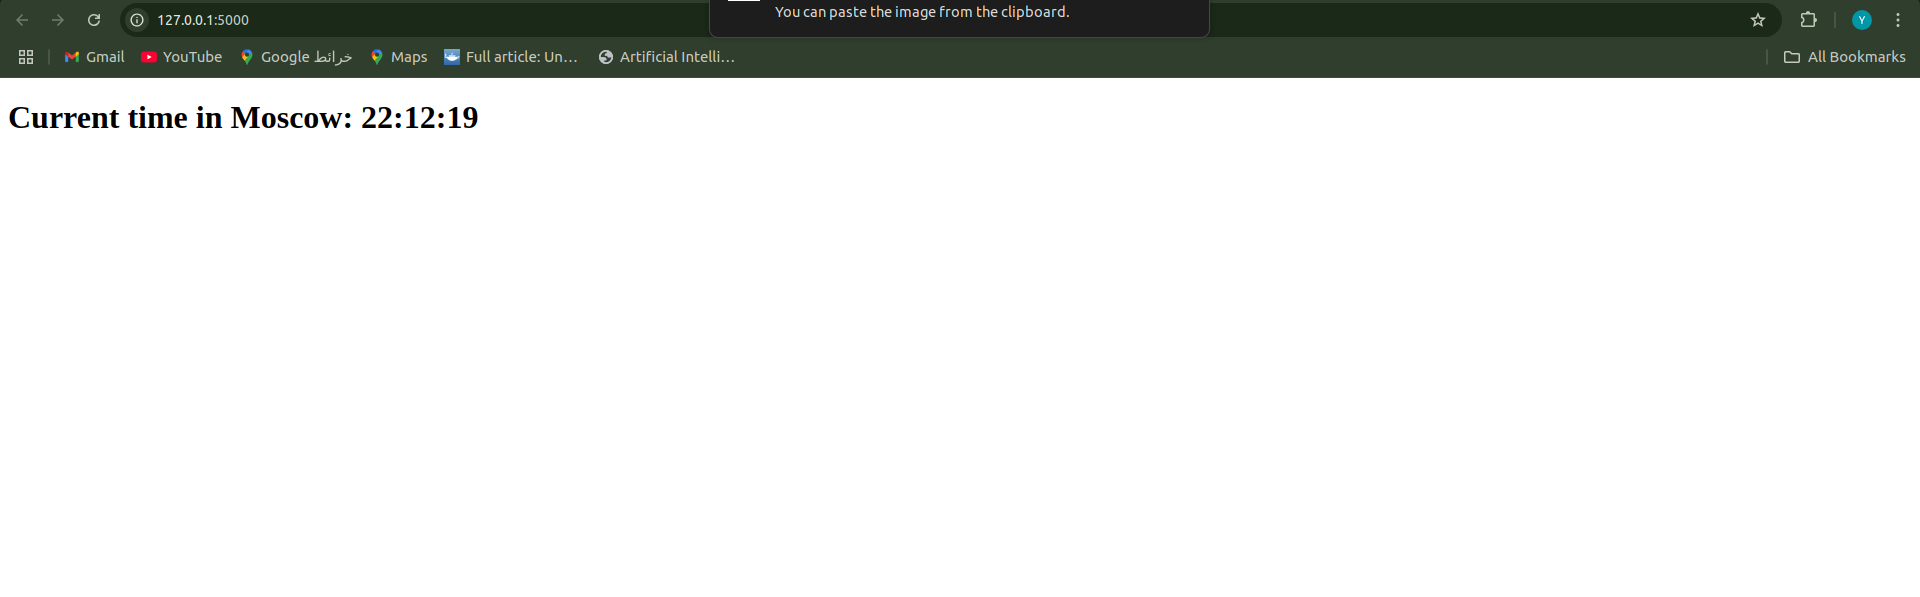 127.0.0.1:5000
You can paste the image from the clipboard.
Y
Gmail
YouTube
خرائط Google
Maps
Full article: Un...
Artificial Intelli...
All Bookmarks
Current time in Moscow: 22:12:19